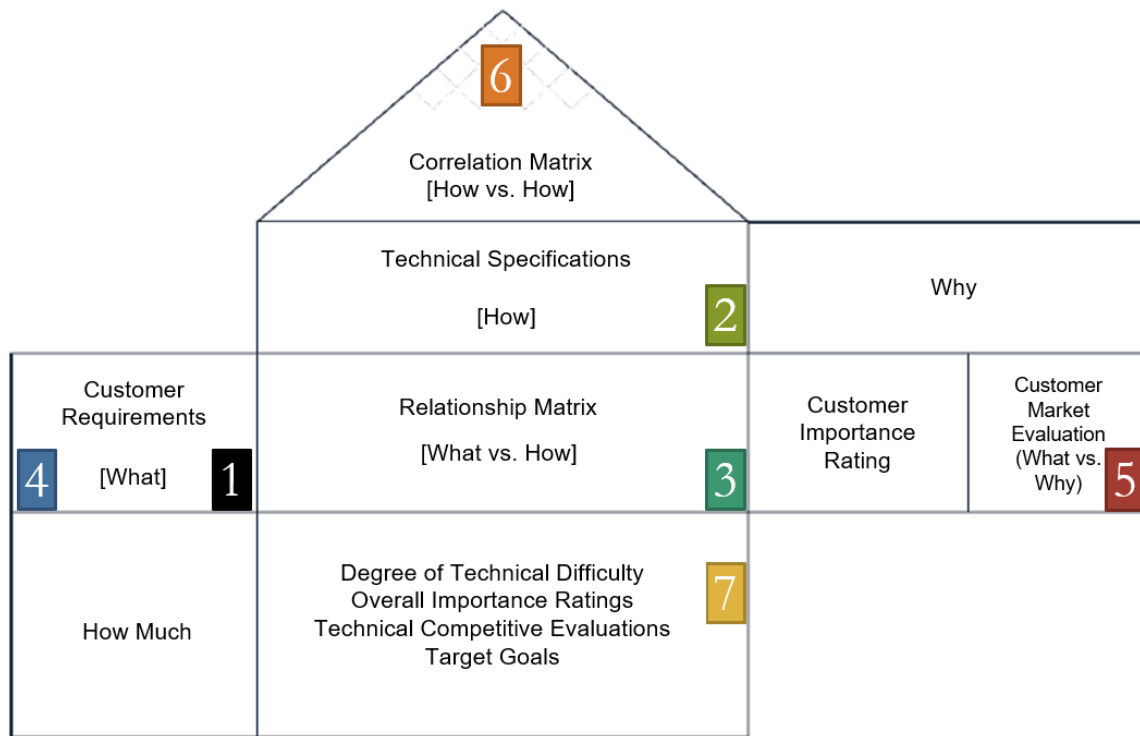 6
Correlation Matrix
[How vs. How]
Technical Specifications
[How]
2
Why
Customer
Requirements
[What]
4
1
Relationship Matrix
[What vs. How]
3
Customer
Importance
Rating
Customer
Market
Evaluation
(What vs.
Why)
5
How Much
Degree of Technical Difficulty
Overall Importance Ratings
Technical Competitive Evaluations
Target Goals
7